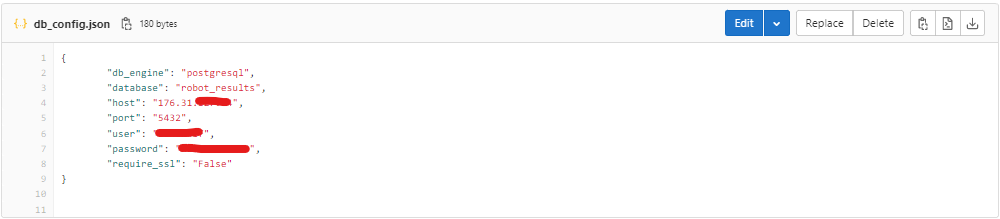 {..} db_config.json 180 bytes Edit Replace Delete
1 {
2 "db_engine": "postgresql",
3 "database": "robot_results",
4 "host": "176.31. ",
5 "port": "5432",
6 "user": " ",
7 "password": " ",
8 "require_ssl": "False"
9 }
10
11